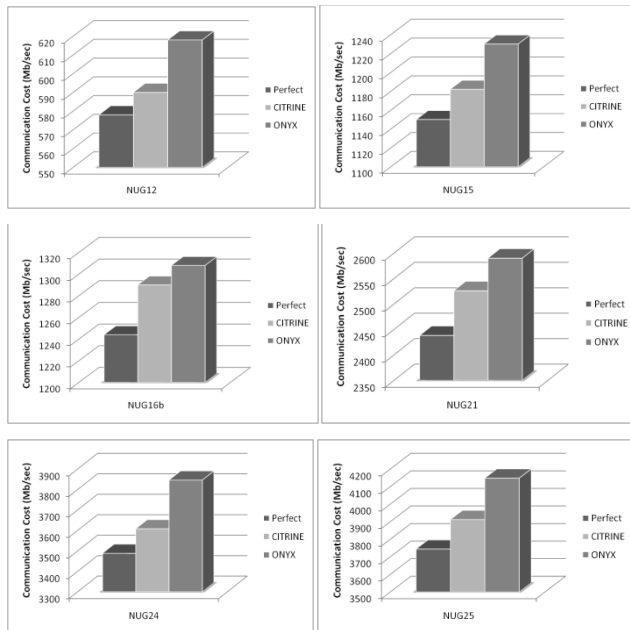 Communication Cost (Mb/sec)
620
610
600
590
580
570
560
550
Perfect
CITRINE
ONYX
NUG12
Communication Cost (Mb/sec)
1240
1220
1200
1180
1160
1140
1120
1100
Perfect
CITRINE
ONYX
NUG15
Communication Cost (Mb/sec)
1320
1300
1280
1260
1240
1220
1200
Perfect
CITRINE
ONYX
NUG16b
Communication Cost (Mb/sec)
2600
2550
2500
2450
2400
2350
Perfect
CITRINE
ONYX
NUG21
Communication Cost (Mb/sec)
3900
3800
3700
3600
3500
3400
3300
Perfect
CITRINE
ONYX
NUG24
Communication Cost (Mb/sec)
4200
4100
4000
3900
3800
3700
3600
3500
Perfect
CITRINE
ONYX
NUG25